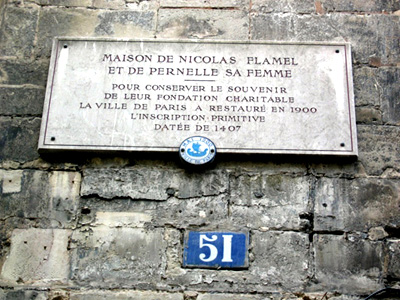 MAISON DE NICOLAS FLAMEL
ET DE PERNELLE SA FEMME
POUR CONSERVER LE SOUVENIR
DE LEUR FONDATION CHARITABLE
LA VILLE DE PARIS A RESTAURÉ EN 1900
L'INSCRIPTION PRIMITIVE
DATÉE DE 1407
51